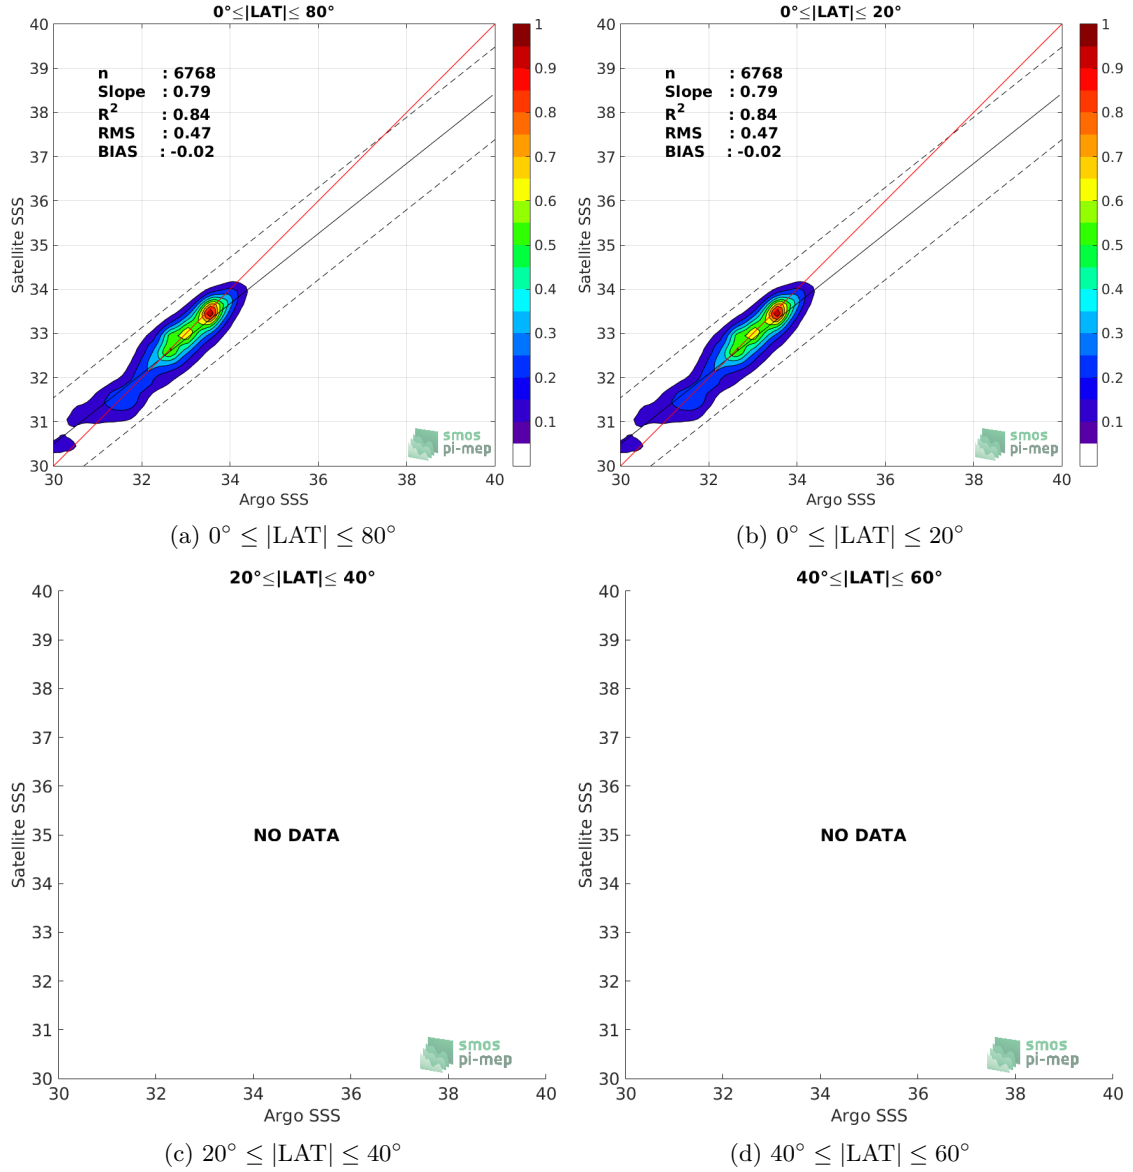 0°≤|LAT|≤ 80°
40
39
38
37
36
35
34
33
32
31
30
Satellite SSS
n : 6768
Slope : 0.79
R² : 0.84
RMS : 0.47
BIAS : -0.02
smos
pi-mep
30 32 34 36 38 40
Argo SSS
1
0.9
0.8
0.7
0.6
0.5
0.4
0.3
0.2
0.1
(a) 0° ≤ |LAT| ≤ 80°
0°≤|LAT|≤ 20°
40
39
38
37
36
35
34
33
32
31
30
Satellite SSS
n : 6768
Slope : 0.79
R² : 0.84
RMS : 0.47
BIAS : -0.02
smos
pi-mep
30 32 34 36 38 40
Argo SSS
1
0.9
0.8
0.7
0.6
0.5
0.4
0.3
0.2
0.1
(b) 0° ≤ |LAT| ≤ 20°
20°≤|LAT|≤ 40°
40
39
38
37
36
35
34
33
32
31
30
Satellite SSS
NO DATA
smos
pi-mep
30 32 34 36 38 40
Argo SSS
(c) 20° ≤ |LAT| ≤ 40°
40°≤|LAT|≤ 60°
40
39
38
37
36
35
34
33
32
31
30
Satellite SSS
NO DATA
smos
pi-mep
30 32 34 36 38 40
Argo SSS
(d) 40° ≤ |LAT| ≤ 60°